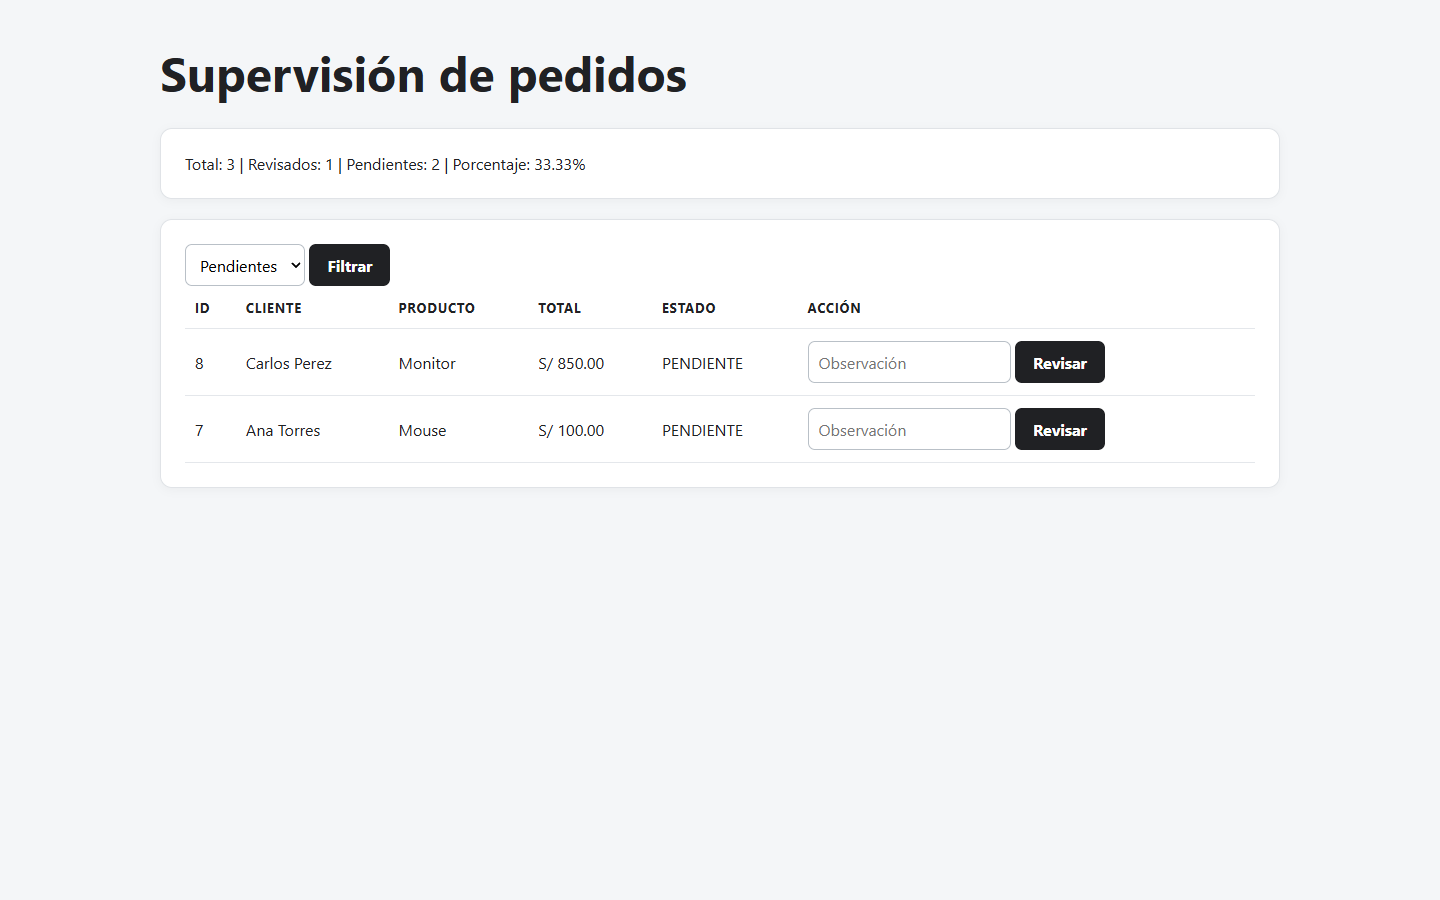 Supervisión de pedidos
Total: 3 | Revisados: 1 | Pendientes: 2 | Porcentaje: 33.33%
Pendientes Filtrar
ID CLIENTE PRODUCTO TOTAL ESTADO ACCIÓN
8 Carlos Perez Monitor S/ 850.00 PENDIENTE Observación Revisar
7 Ana Torres Mouse S/ 100.00 PENDIENTE Observación Revisar